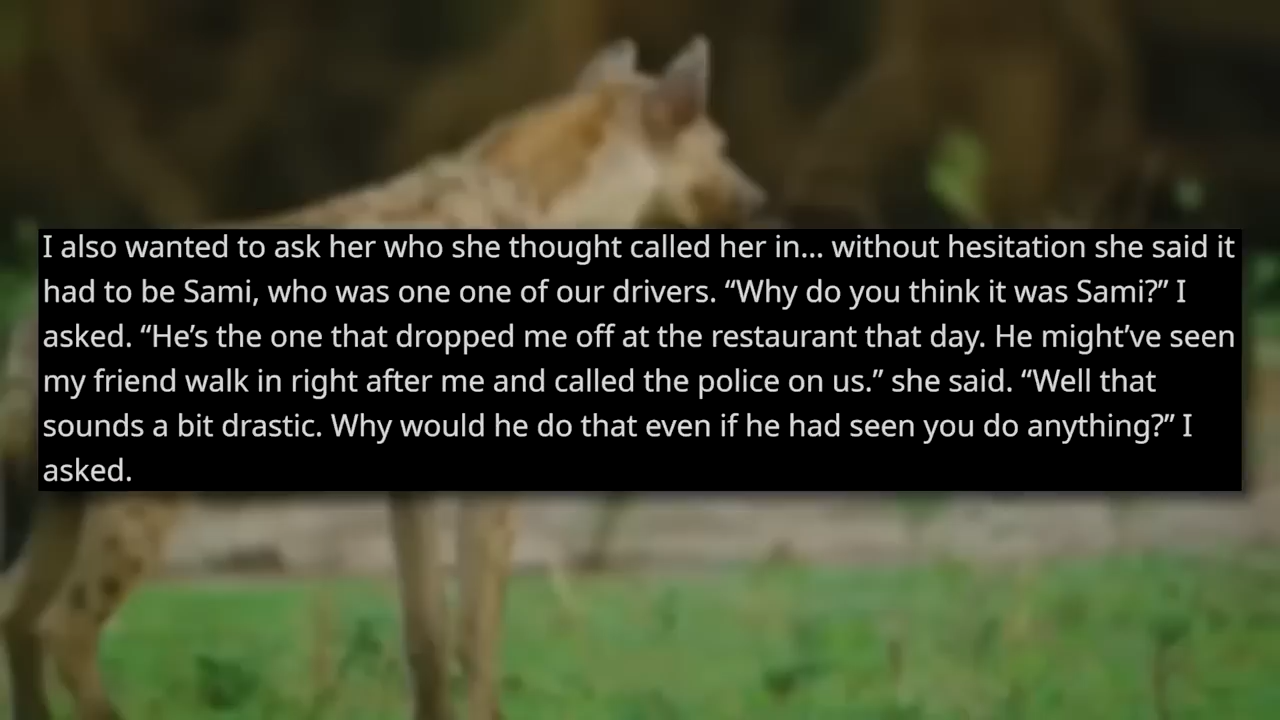 I also wanted to ask her who she thought called her in... without hesitation she said it
had to be Sami, who was one one of our drivers. “Why do you think it was Sami?” I
asked. “He’s the one that dropped me off at the restaurant that day. He might’ve seen
my friend walk in right after me and called the police on us.” she said. “Well that
sounds a bit drastic. Why would he do that even if he had seen you do anything?” I
asked.